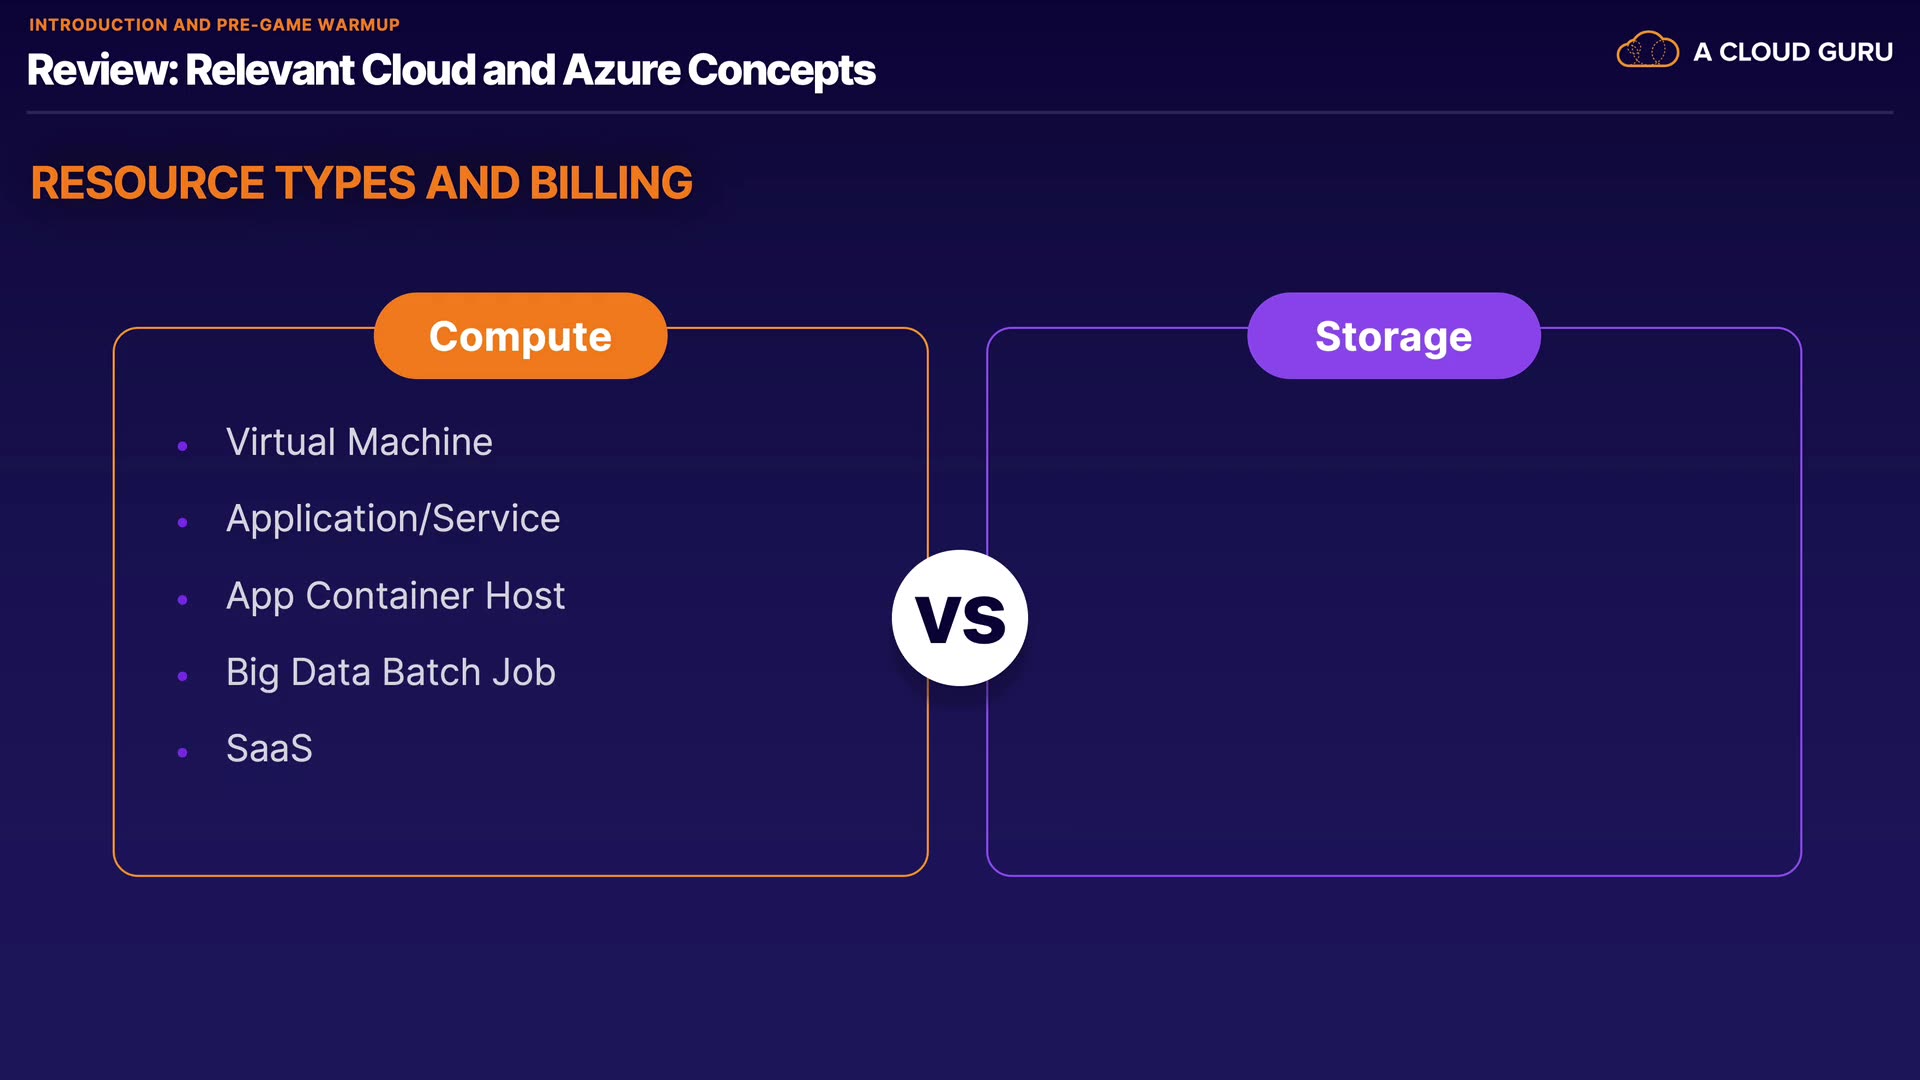 INTRODUCTION AND PRE-GAME WARMUP
Review: Relevant Cloud and Azure Concepts
A CLOUD GURU
RESOURCE TYPES AND BILLING
Compute
Virtual Machine
Application/Service
App Container Host
Big Data Batch Job
SaaS
VS
Storage